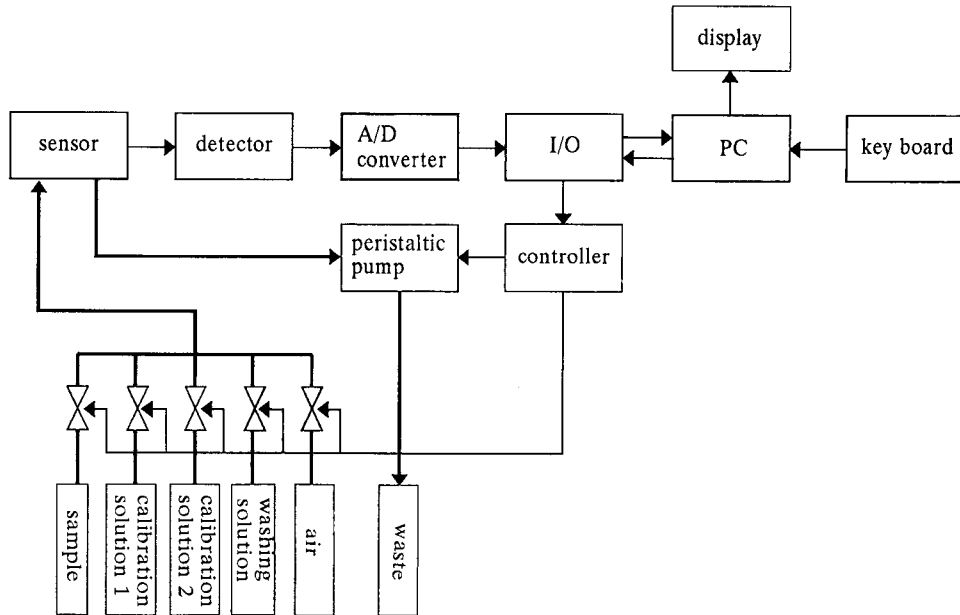 display
sensor
detector
A/D
converter
I/O
PC
key board
peristaltic
pump
controller
sample
calibration
solution 1
calibration
solution 2
washing
solution
air
waste